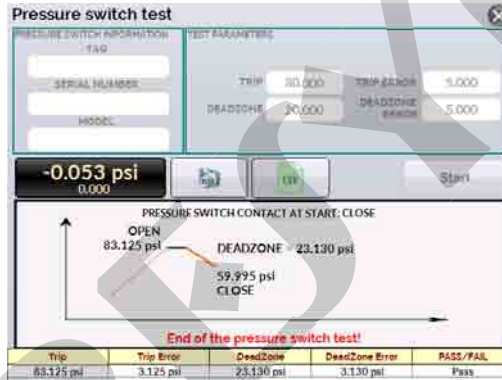 Pressure switch test
PRESSURE SWITCH INFORMATION
TAG
SERIAL NUMBER
MODEL
TEST PARAMETERS
TRIP 80.000 TRIP ERROR 5.000
DEADZONE 20.000 DEADZONE ERROR 5.000
-0.053 psi
0.000
Start
PRESSURE SWITCH CONTACT AT START: CLOSE
OPEN
83.125 psi
DEADZONE = 23.130 psi
59.995 psi
CLOSE
End of the pressure switch test!
Trip Trip Error DeadZone DeadZone Error PASS/FAIL
83.125 psi 3.125 psi 23.130 psi 3.130 psi Pass